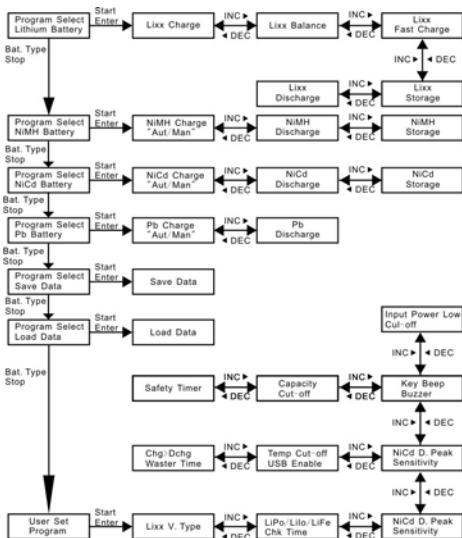 Program Select
Lithium Battery
Start
Enter
Lixx Charge
INC ►
◄ DEC
Lixx Balance
INC ►
◄ DEC
Lixx
Fast Charge
Bat. Type
Stop
INC ►
◄ DEC
Lixx
Discharge
INC ►
◄ DEC
Lixx
Storage
Program Select
NiMH Battery
Start
Enter
NiMH Charge
"Aut/Man"
INC ►
◄ DEC
NiMH
Discharge
INC ►
◄ DEC
NiMH
Storage
Bat. Type
Stop
Program Select
NiCd Battery
Start
Enter
NiCd Charge
"Aut/Man"
INC ►
◄ DEC
NiCd
Discharge
INC ►
◄ DEC
NiCd
Storage
Bat. Type
Stop
Program Select
Pb Battery
Start
Enter
Pb Charge
"Aut/Man"
INC ►
◄ DEC
Pb
Discharge
Bat. Type
Stop
Program Select
Save Data
Start
Enter
Save Data
Bat. Type
Stop
Program Select
Load Data
Start
Enter
Load Data
Input Power Low
Cul-off
Bat. Type
Stop
INC ►
◄ DEC
Safety Timer
INC ►
◄ DEC
Capacity
Cut-off
INC ►
◄ DEC
Key Beep
Buzzer
INC ►
◄ DEC
Chg>Dchg
Waster Time
INC ►
◄ DEC
Temp Cut-off
USB Enable
INC ►
◄ DEC
NiCd D. Peak
Sensitivity
INC ►
◄ DEC
User Set
Program
Start
Enter
Lixx V. Type
INC ►
◄ DEC
LiPo/LiIo/LiFe
Chk Time
INC ►
◄ DEC
NiCd D. Peak
Sensitivity